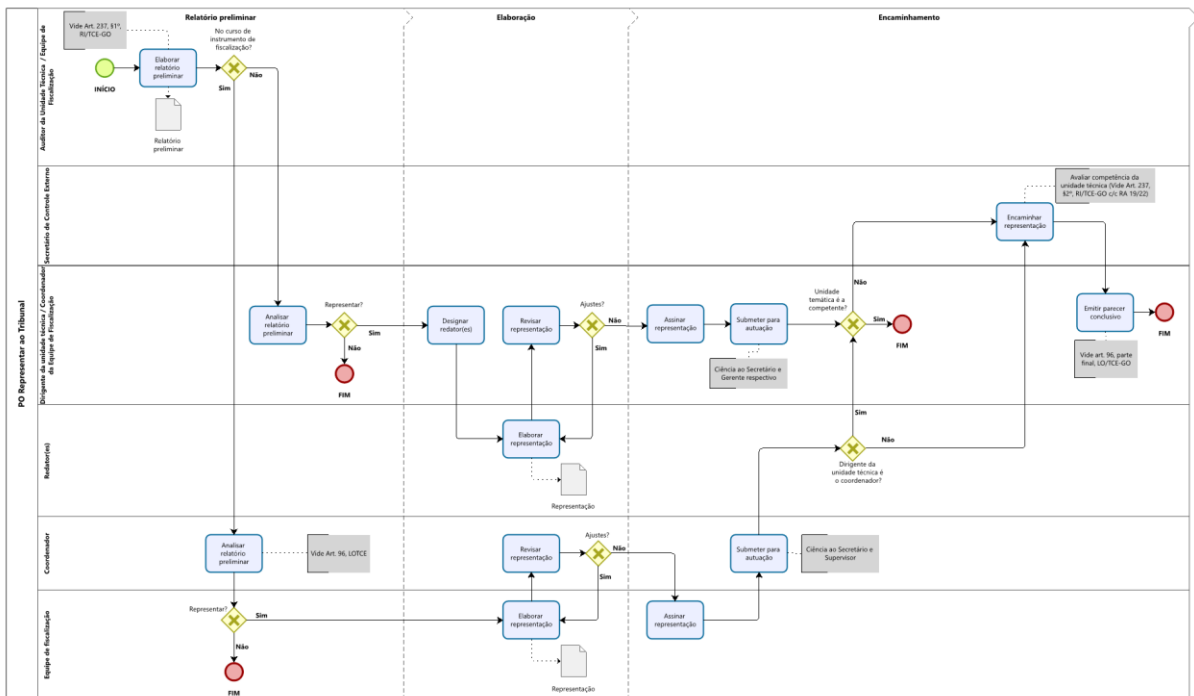 PO Representar ao Tribunal
Relatório preliminar
Elaboração
Encaminhamento
Auditor da Unidade Técnica / Equipe de
Fiscalização
Vide Art. 237, §1º,
RI/TCE-GO
INÍCIO
Elaborar
relatório
preliminar
Relatório
preliminar
No curso de
instrumento de
fiscalização?
Não
Sim
Secretário de Controle Externo
Avaliar competência da
unidade técnica (Vide Art. 237,
§2º, RI/TCE-GO c/c RA 19/22)
Encaminhar
representação
Dirigente da unidade técnica / Coordenador
da Equipe de Fiscalização
Analisar
relatório
preliminar
Representar?
Sim
Não
FIM
Designar
redator(es)
Revisar
representação
Ajustes?
Não
Sim
Assinar
representação
Submeter para
autuação
Ciência ao Secretário e
Gerente respectivo
Unidade
temática é a
competente?
Não
Sim
FIM
Emitir parecer
conclusivo
FIM
Vide art. 96, parte
final, LO/TCE-GO
Redator(es)
Elaborar
representação
Representação
Sim
Não
Dirigente da
unidade técnica é
o coordenador?
Coordenador
Analisar
relatório
preliminar
Vide Art. 96, LOTCE
Revisar
representação
Ajustes?
Não
Sim
Submeter para
autuação
Ciência ao Secretário e
Supervisor
Equipe de fiscalização
Representar?
Sim
Não
FIM
Elaborar
representação
Representação
Assinar
representação